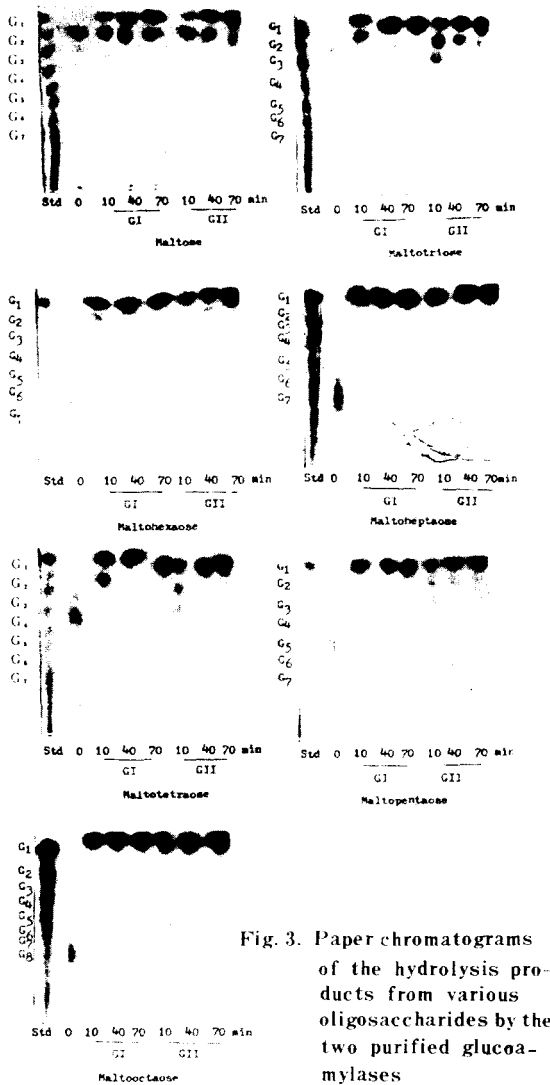 G1
G2
G3
G4
G5
G6
G7
Std 0 10 40 70 10 40 70 min
GI GII
Maltose
G1
G2
G3
G4
G5
G6
G7
Std 0 10 40 70 10 40 70 min
GI GII
Maltotriose
G1
G2
G3
G4
G5
G6
Std 0 10 40 70 10 40 70 min
GI GII
Maltohexaose
G1
G2
G3
G4
G6
G7
Std 0 10 40 70 10 40 70min
GI GII
Maltoheptaose
G1
G2
G3
G4
G5
G6
G7
Std 0 10 40 70 10 40 70 min
GI GII
Maltotetraose
G1
G2
G3
G4
G5
G6
G7
Std 0 10 40 70 10 40 70 min
GI GII
Maltopentaose
G1
G2
G3
G4
G5
G6
G7
G8
Std 0 10 40 70 10 40 70 min
GI GII
Maltooctaose
Fig. 3. Paper chromatograms
of the hydrolysis pro-
ducts from various
oligosaccharides by the
two purified glucoa-
mylases